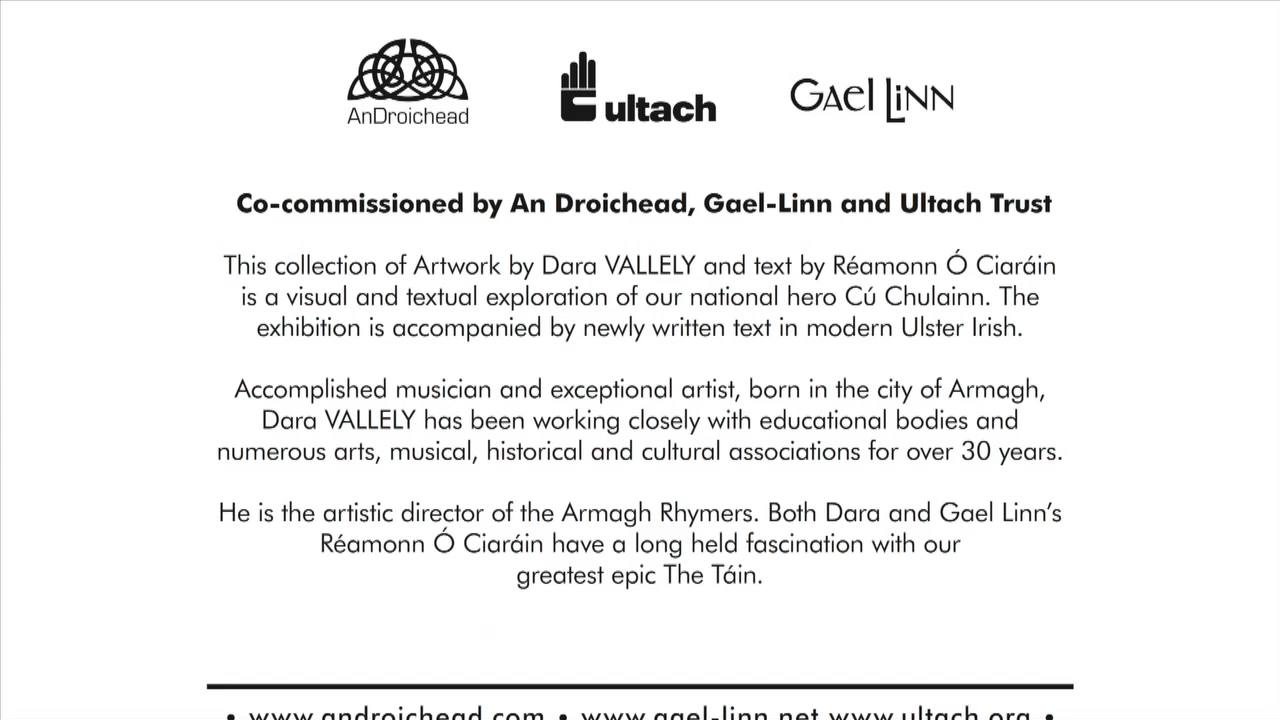 AnDroichead
ultach
GAEl LiNN
Co-commissioned by An Droichead, Gael-Linn and Ultach Trust
This collection of Artwork by Dara VALLELY and text by Réamonn Ó Ciaráin
is a visual and textual exploration of our national hero Cú Chulainn. The
exhibition is accompanied by newly written text in modern Ulster Irish.
Accomplished musician and exceptional artist, born in the city of Armagh,
Dara VALLELY has been working closely with educational bodies and
numerous arts, musical, historical and cultural associations for over 30 years.
He is the artistic director of the Armagh Rhymers. Both Dara and Gael Linn’s
Réamonn Ó Ciaráin have a long held fascination with our
greatest epic The Táin.
• www.androichead.com • www.gael-linn.net www.ultach.org •